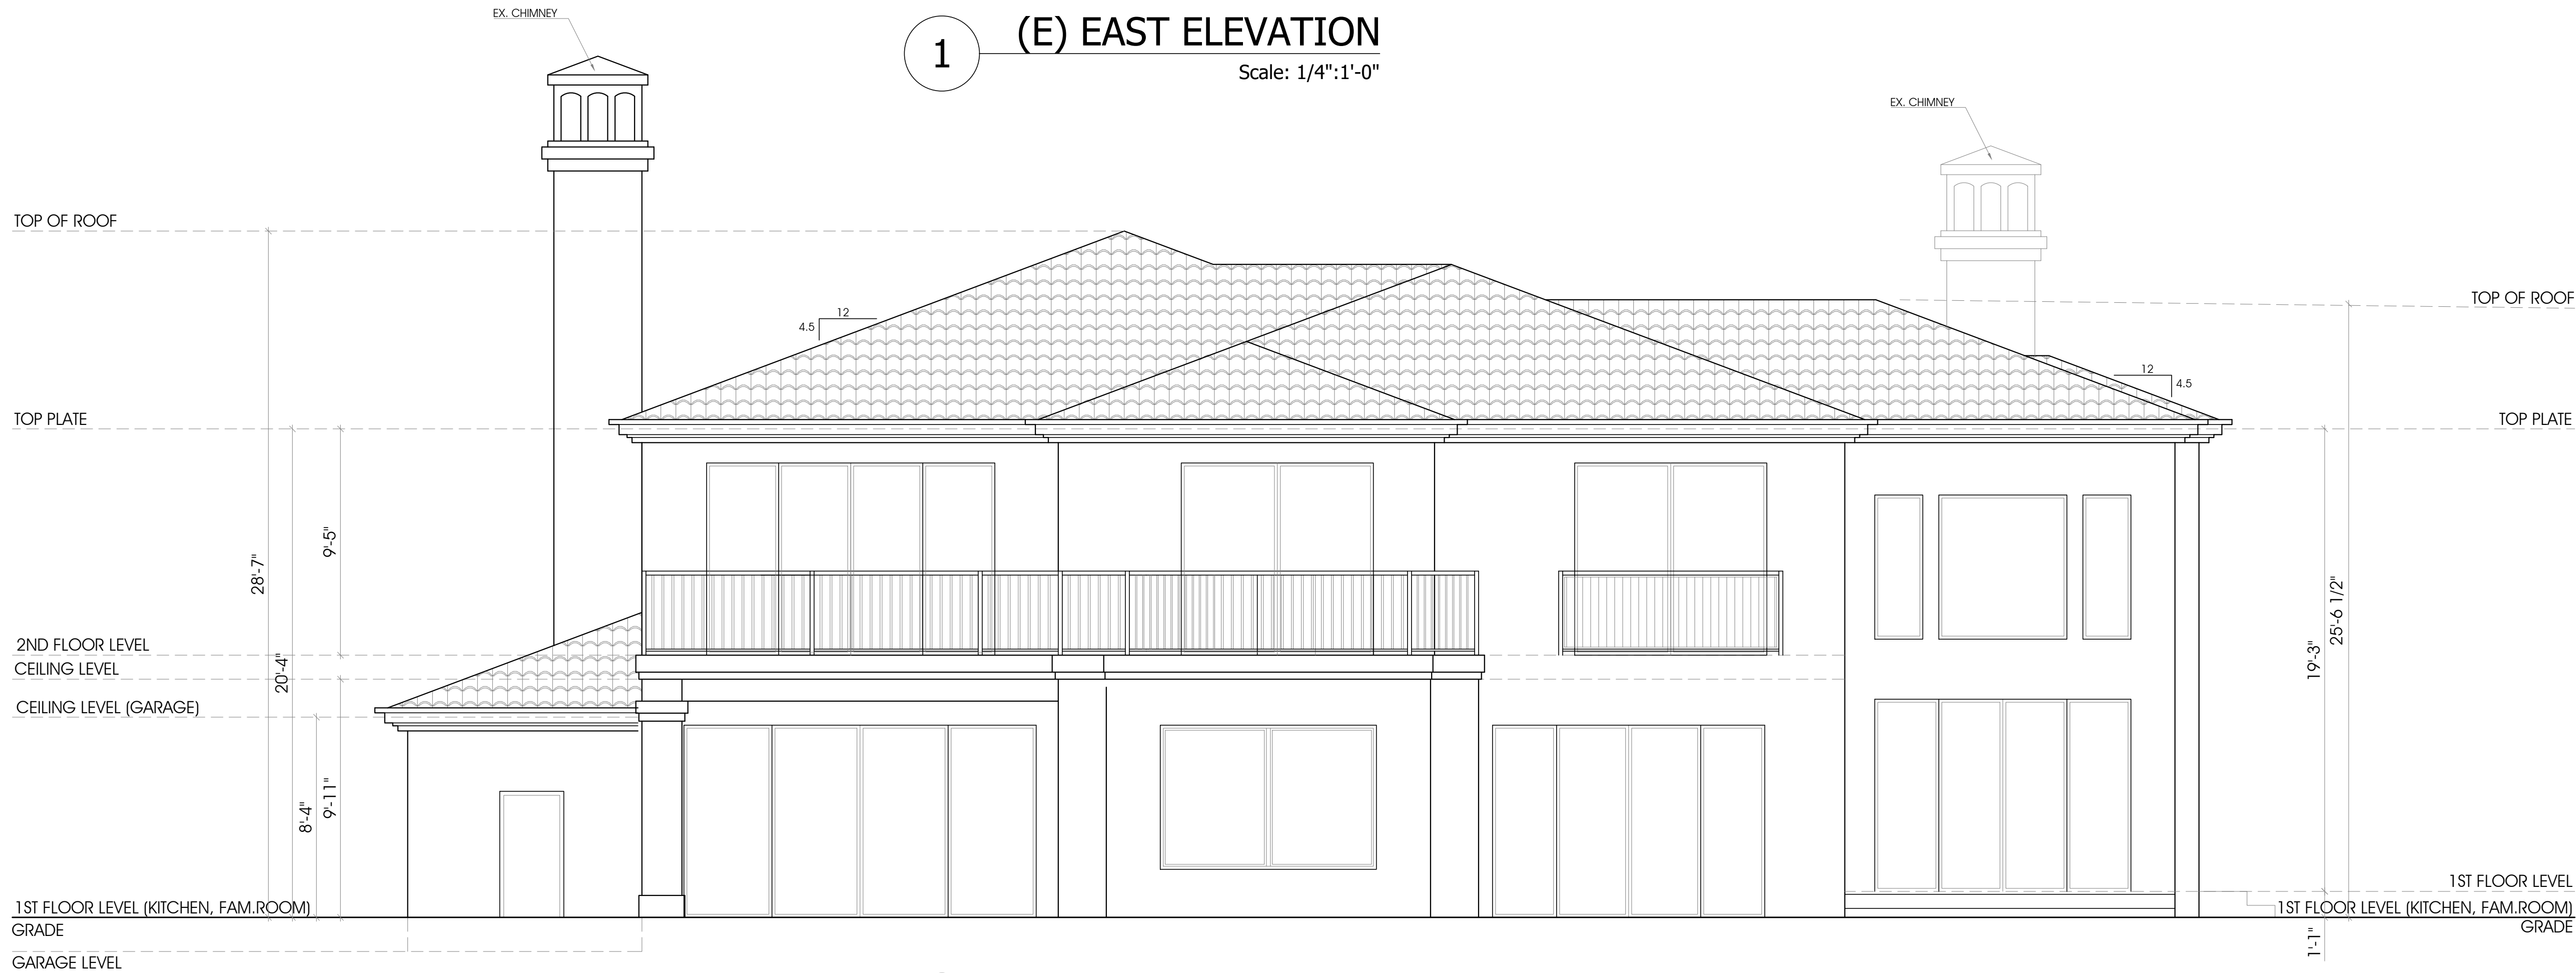 EX. CHIMNEY
1
(E) EAST ELEVATION
Scale: 1/4":1'-0"
EX. CHIMNEY
TOP OF ROOF
TOP OF ROOF
12
4.5
12
4.5
TOP PLATE
TOP PLATE
9'-5"
28'-7"
25'-6 1/2"
19'-3"
2ND FLOOR LEVEL
CEILING LEVEL
20'-4"
CEILING LEVEL (GARAGE)
8'-4"
9'-11"
1ST FLOOR LEVEL
1ST FLOOR LEVEL (KITCHEN, FAM.ROOM)
1ST FLOOR LEVEL (KITCHEN, FAM.ROOM)
GRADE
GRADE
1'-1"
GARAGE LEVEL